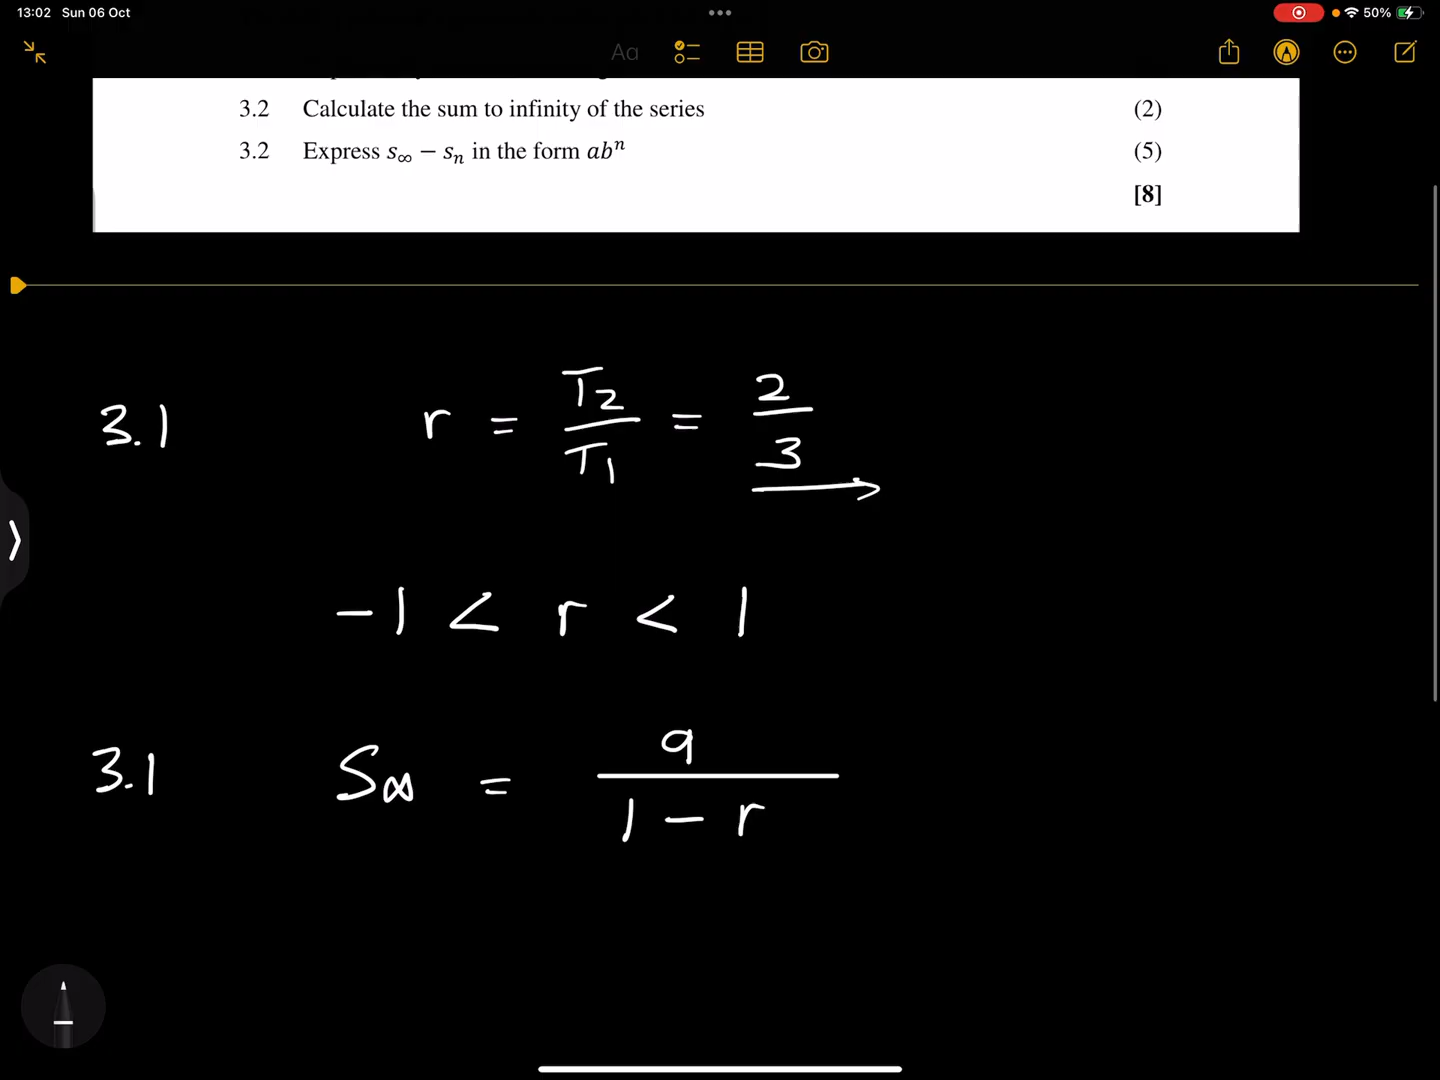 13:02 Sun 06 Oct 50%
Aa
3.2 Calculate the sum to infinity of the series (2)
3.2 Express s∞ − sₙ in the form abⁿ (5)
[8]
3.1 r = T₂/T₁ = 2/3
−1 < r < 1
3.1 S∞ = a/(1 − r)